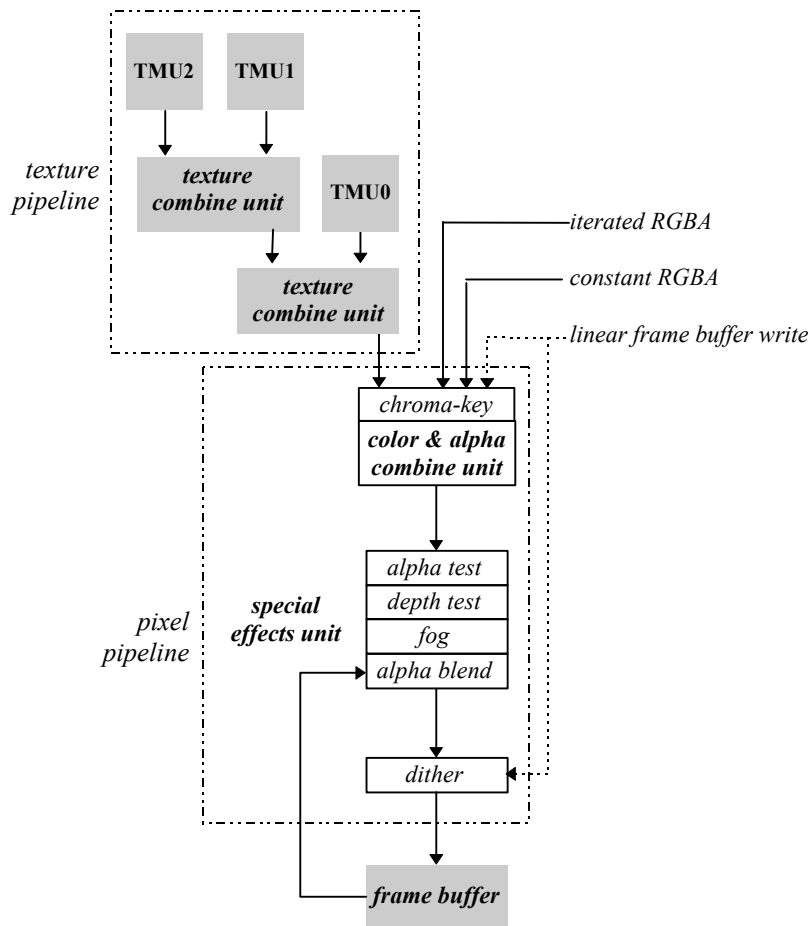 TMU2
TMU1
texture
pipeline
texture
combine unit
TMU0
iterated RGBA
texture
combine unit
constant RGBA
linear frame buffer write
chroma-key
color & alpha
combine unit
alpha test
depth test
special
effects unit
fog
pixel
pipeline
alpha blend
dither
frame buffer